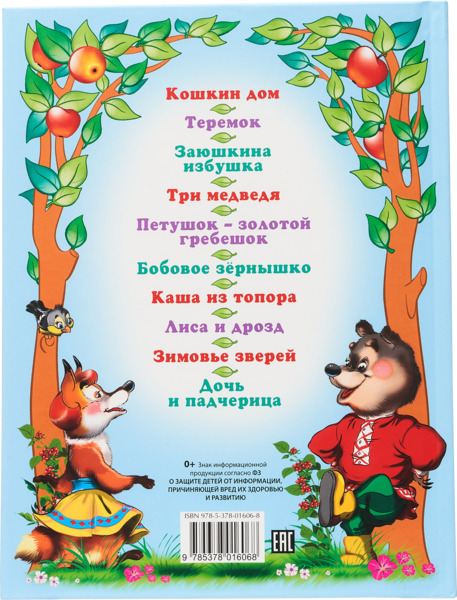 Кошкин дом
Теремок
Заюшкина
избушка
Три медведя
Петушок – золотой
гребешок
Бобовое зёрнышко
Каша из топора
Лиса и дрозд
Зимовье зверей
Дочь
и падчерица
0+ Знак информационной
продукции согласно ФЗ
О ЗАЩИТЕ ДЕТЕЙ ОТ ИНФОРМАЦИИ,
ПРИЧИНЯЮЩЕЙ ВРЕД ИХ ЗДОРОВЬЮ
И РАЗВИТИЮ
ISBN 978-5-378-01606-8
9 785378 016068
EAC